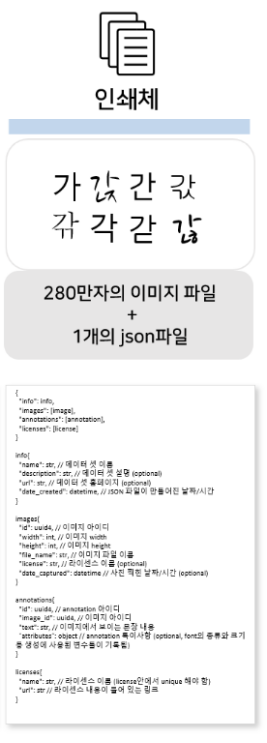 인쇄체
가 갅 간 갃
갂 각 갇 갾
280만자의 이미지 파일
+
1개의 json파일
{
"info": info,
"images": [image],
"annotations": [annotation],
"licenses": [license]
}
info{
"name": str, // 데이터 셋 이름
"description": str, // 데이터 셋 설명 (optional)
"url": str, // 데이터 셋 홈페이지 (optional)
"date_created": datetime, // JSON 파일이 만들어진 날짜/시간
}
images{
"id": uuid4, // 이미지 아이디
"width": int, // 이미지 width
"height": int, // 이미지 height
"file_name": str, // 이미지 파일 이름
"license": str, // 라이센스 이름 (optional)
"date_captured": datetime // 사진 찍힌 날짜/시간 (optional)
}
annotations{
"id": uuid4, // annotation 아이디
"image_id": uuid4, // 이미지 아이디
"text": str, // 이미지에서 보이는 문장 내용
"attributes": object // annotation 특이사항 (optional, font의 종류와 크기
등 생성에 사용된 변수들이 기록됨)
}
licenses{
"name": str, // 라이센스 이름 (license안에서 unique 해야 함)
"url": str // 라이센스 내용이 들어 있는 링크
}